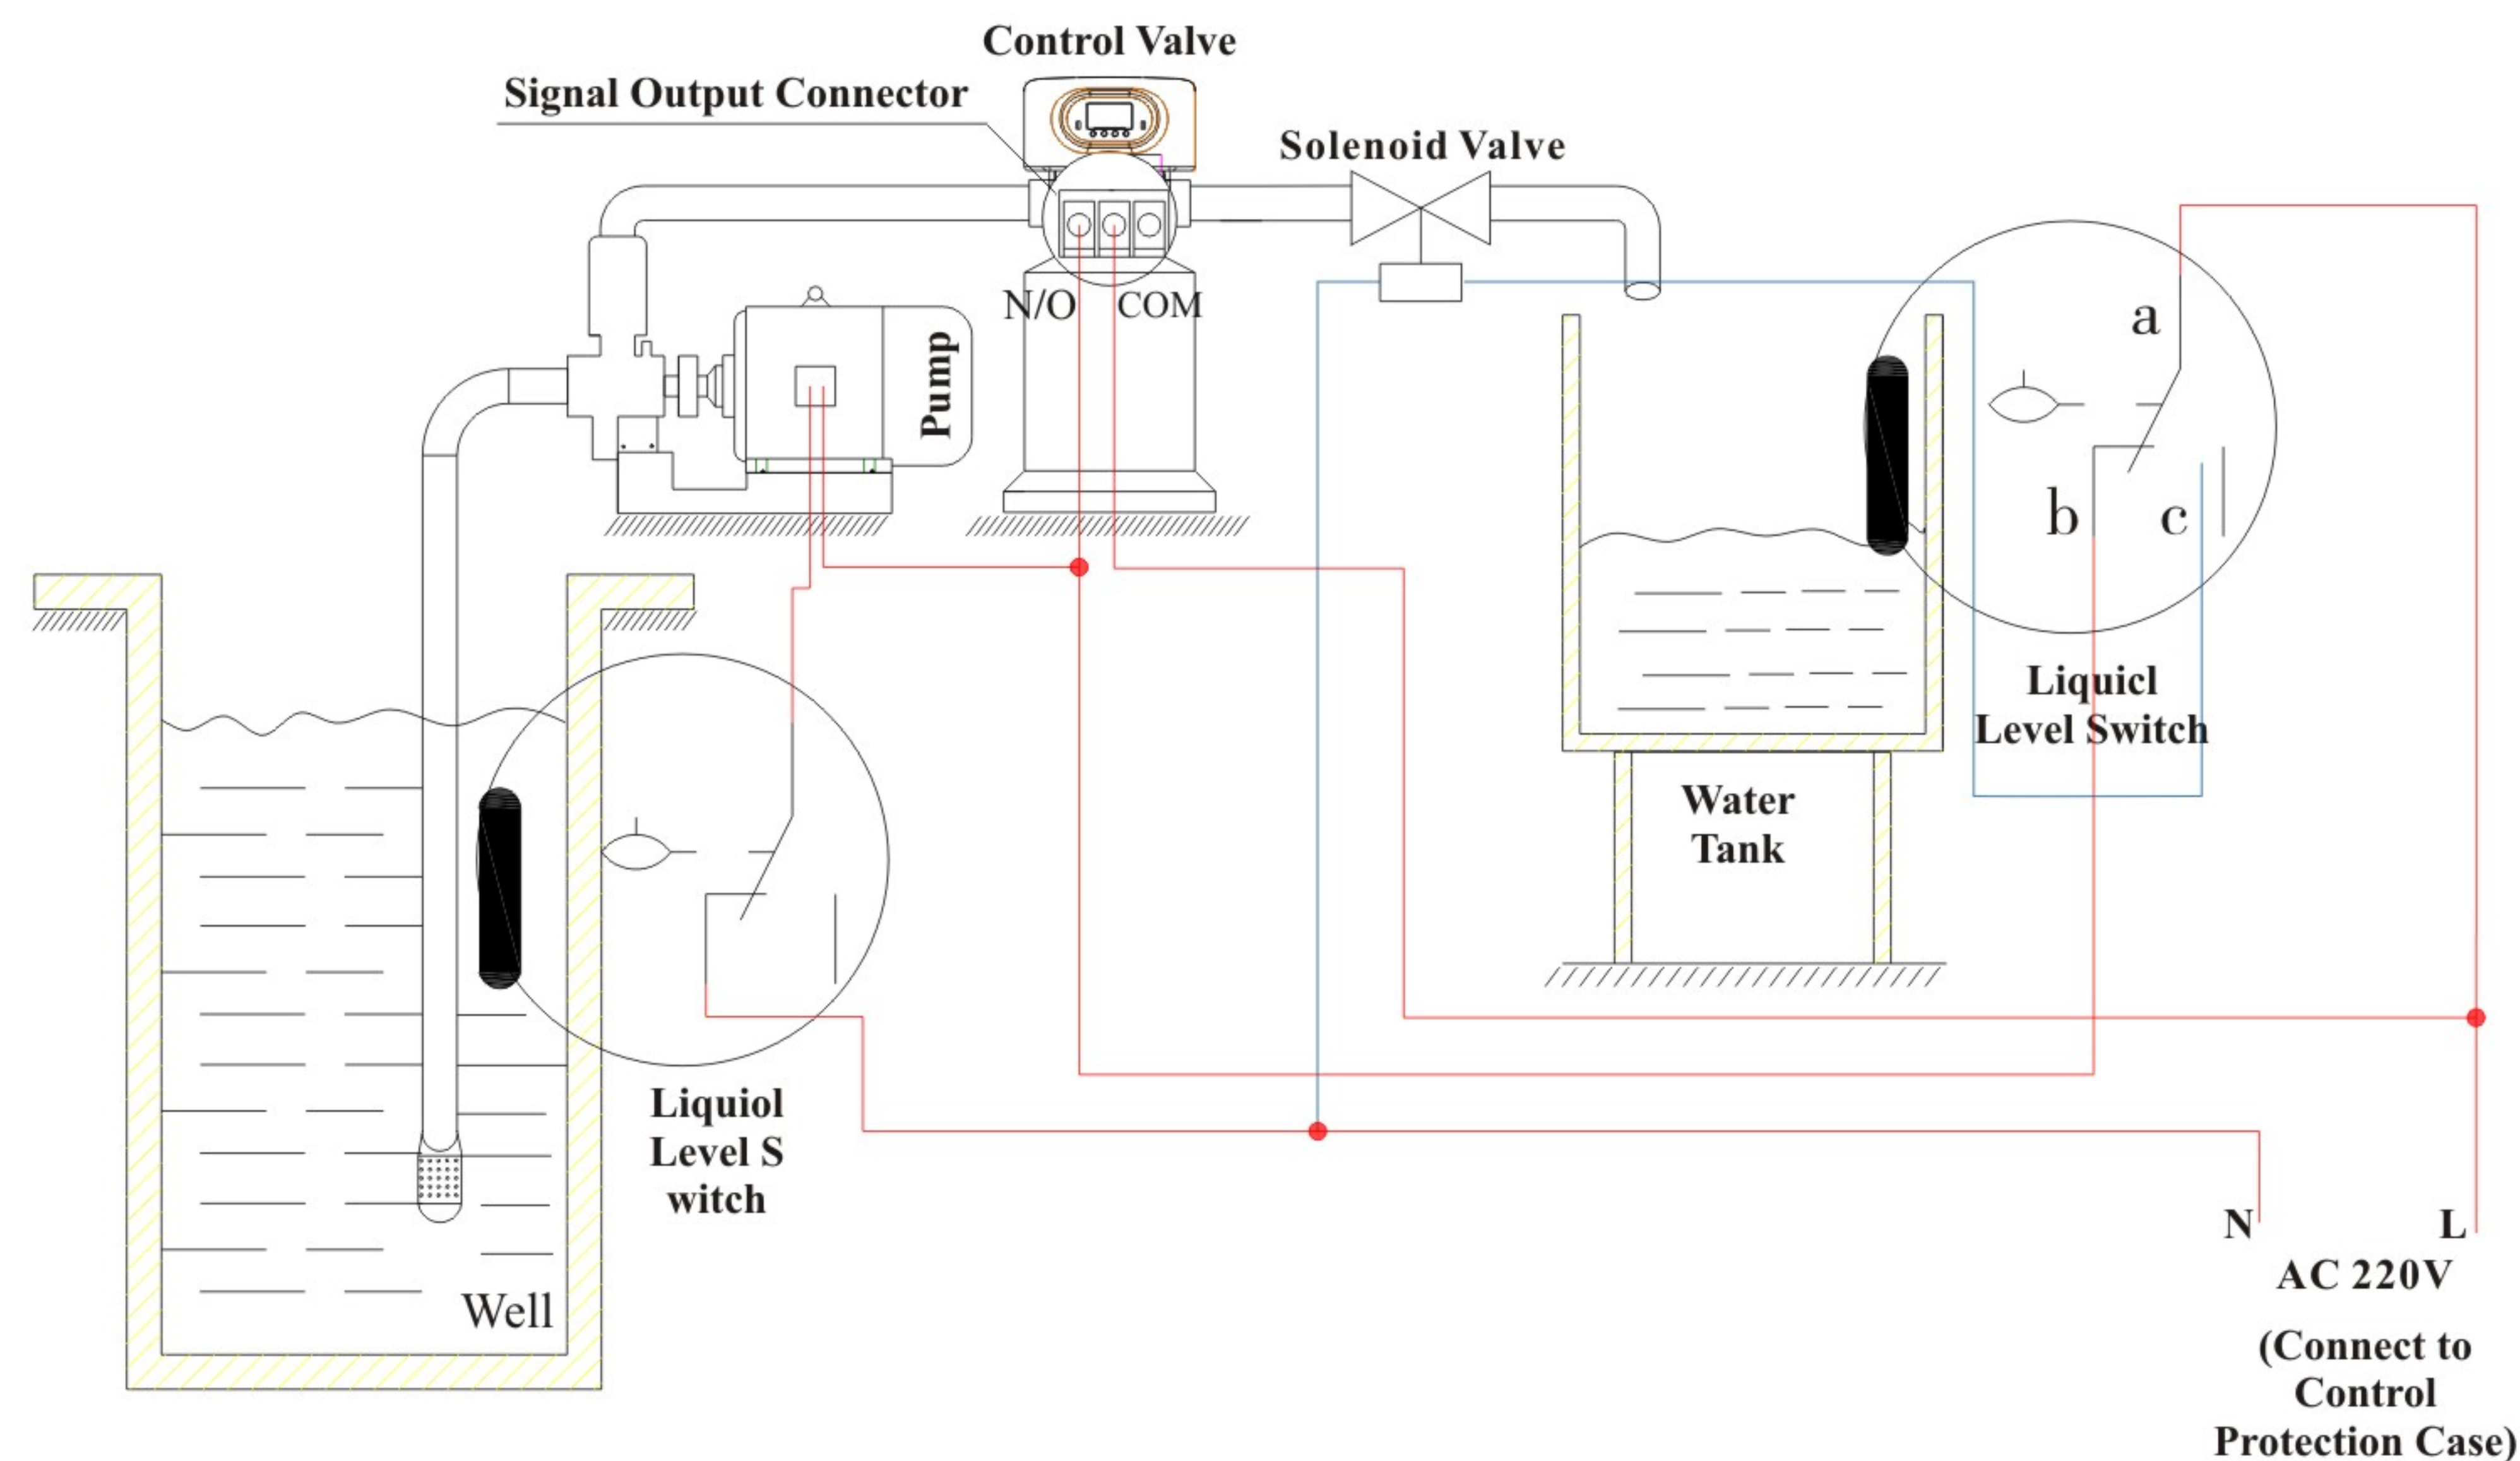 Control Valve
Signal Output Connector
Solenoid Valve
N/O
COM
Pump
a
b
c
Liquicl
Level Switch
Water
Tank
Liquiol
Level S
witch
Well
N
L
AC 220V
(Connect to
Control
Protection Case)